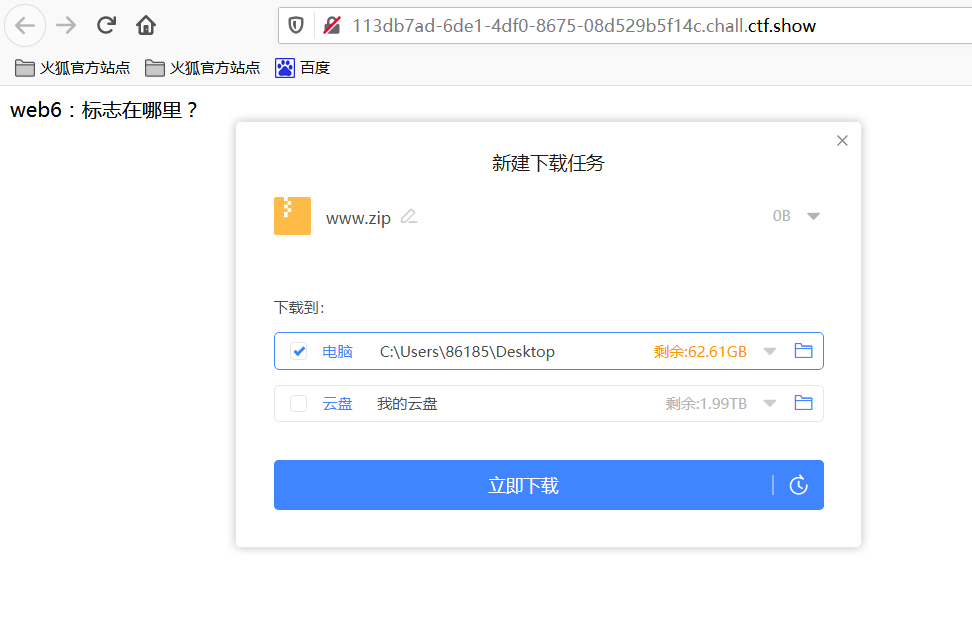 113db7ad-6de1-4df0-8675-08d529b5f14c.chall.ctf.show
火狐官方站点 火狐官方站点 百度
web6：标志在哪里？
新建下载任务
www.zip 0B
下载到：
电脑 C:\Users\86185\Desktop 剩余:62.61GB
云盘 我的云盘 剩余:1.99TB
立即下载